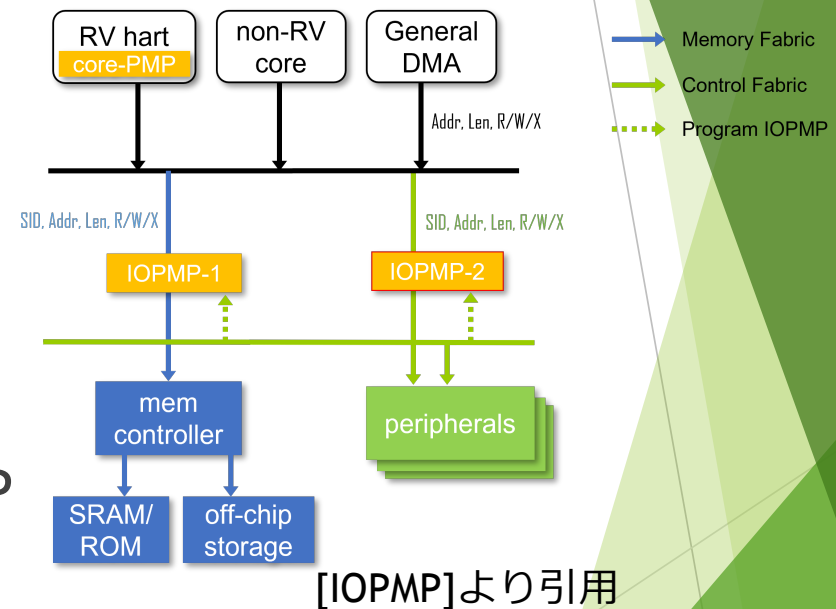 RV hart
core-PMP
non-RV
core
General
DMA
Memory Fabric
Control Fabric
Program IOPMP
Addr, Len, R/W/X
SID, Addr, Len, R/W/X
SID, Addr, Len, R/W/X
IOPMP-1
IOPMP-2
mem
controller
peripherals
P
SRAM/
ROM
off-chip
storage
[IOPMP]より引用